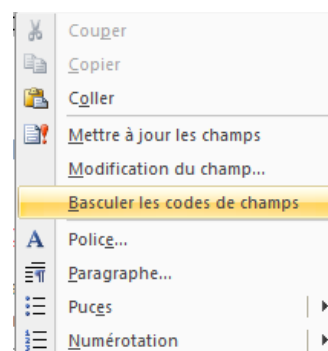 Couper
Copier
Coller
Mettre à jour les champs
Modification du champ...
Basculer les codes de champs
Police...
Paragraphe...
Puces
Numérotation